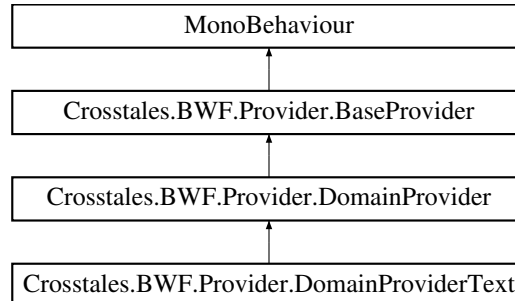 MonoBehaviour
Crosstales.BWF.Provider.BaseProvider
Crosstales.BWF.Provider.DomainProvider
Crosstales.BWF.Provider.DomainProviderText